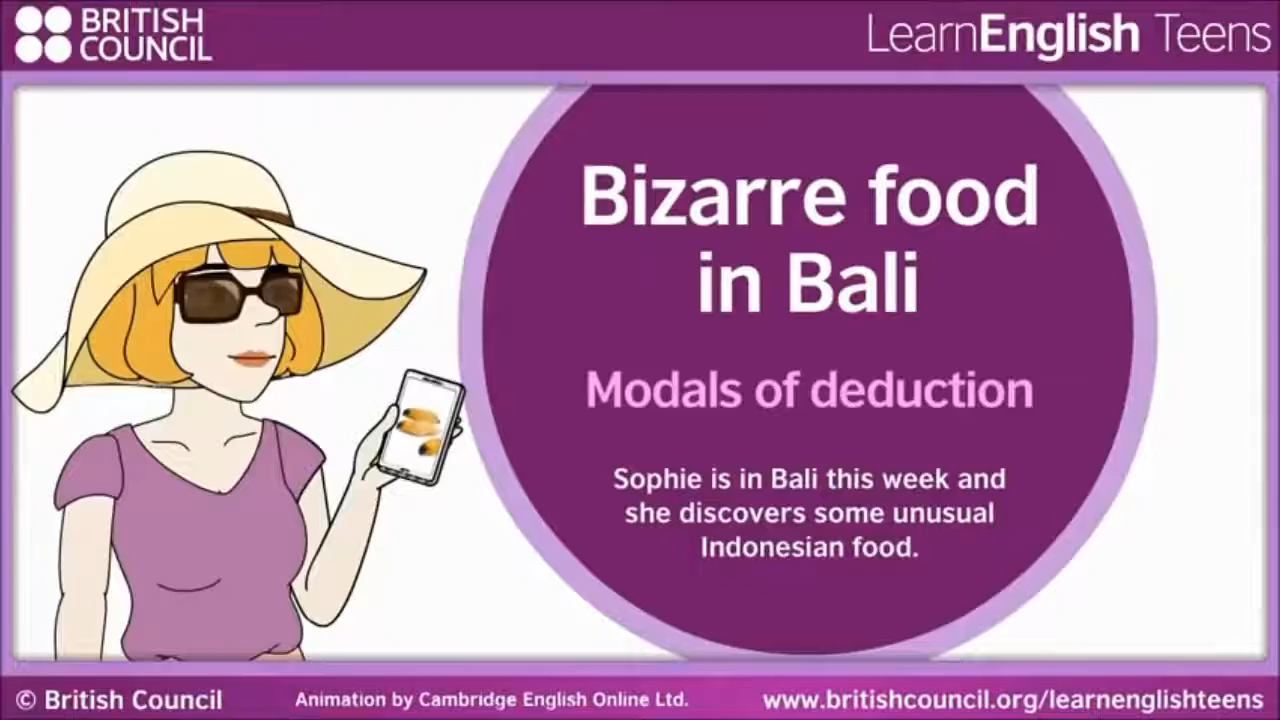 BRITISH
COUNCIL
LearnEnglish Teens
Bizarre food
in Bali
Modals of deduction
Sophie is in Bali this week and
she discovers some unusual
Indonesian food.
© British Council
Animation by Cambridge English Online Ltd.
www.britishcouncil.org/learnenglishteens